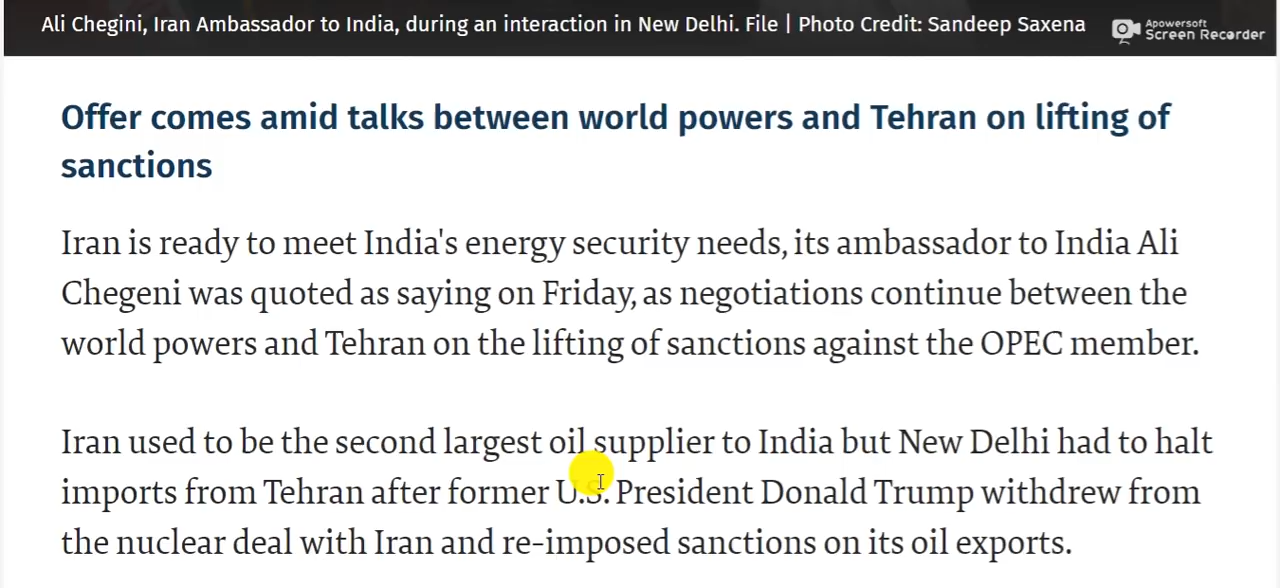 Ali Chegini, Iran Ambassador to India, during an interaction in New Delhi. File | Photo Credit: Sandeep Saxena
Apowersoft
Screen Recorder
Offer comes amid talks between world powers and Tehran on lifting of
sanctions
Iran is ready to meet India's energy security needs, its ambassador to India Ali
Chegeni was quoted as saying on Friday, as negotiations continue between the
world powers and Tehran on the lifting of sanctions against the OPEC member.
Iran used to be the second largest oil supplier to India but New Delhi had to halt
imports from Tehran after former U.S. President Donald Trump withdrew from
the nuclear deal with Iran and re-imposed sanctions on its oil exports.